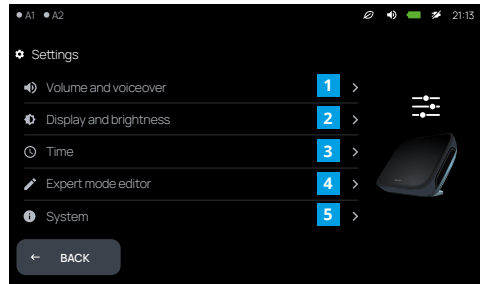 A1 A2 21:13
Settings
Volume and voiceover 1
Display and brightness 2
Time 3
Expert mode editor 4
System 5
BACK